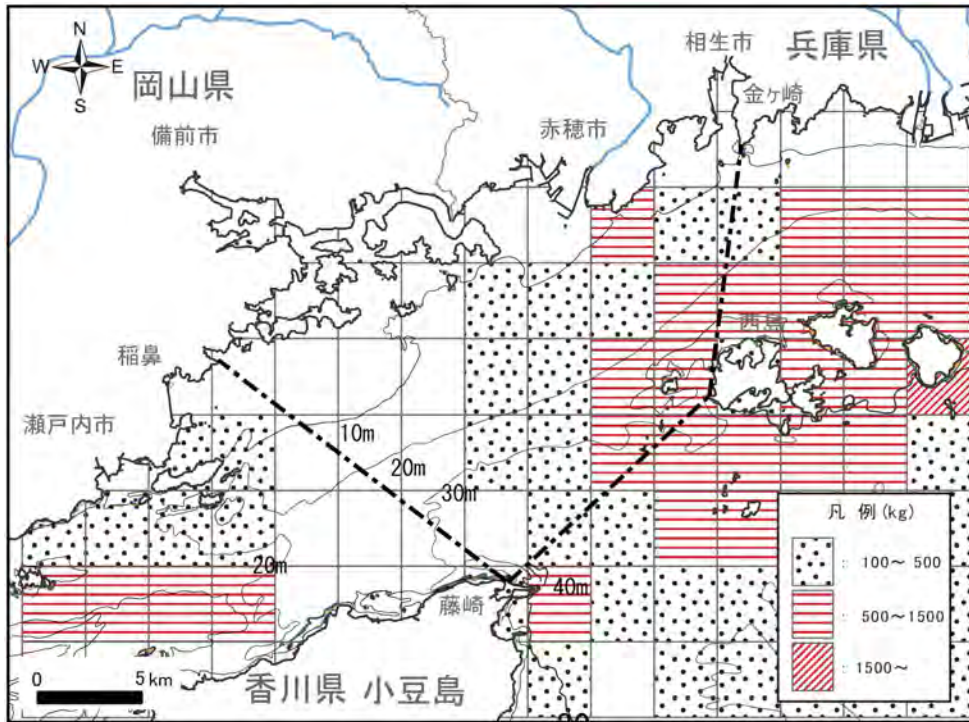 N
W E
S
岡山県
備前市
相生市
兵庫県
金ヶ崎
赤穂市
西島
稲鼻
瀬戸内市
10m
20m
30m
20m
藤崎
40m
凡 例(kg)
: 100～ 500
: 500～1500
: 1500～
0 5km
香川県 小豆島